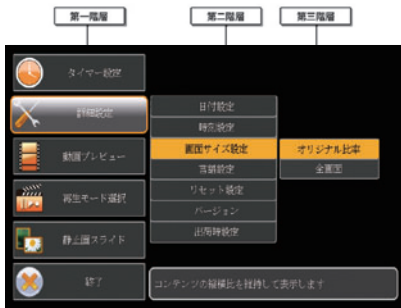 第一階層
第二階層
第三階層
タイマー設定
詳細設定
動画プレビュー
再生モード選択
静止画スライド
終了
日付設定
時刻設定
画面サイズ設定
言語設定
リセット設定
バージョン
出荷時設定
オリジナル比率
全画面
コンテンツの縦横比を維持して表示します